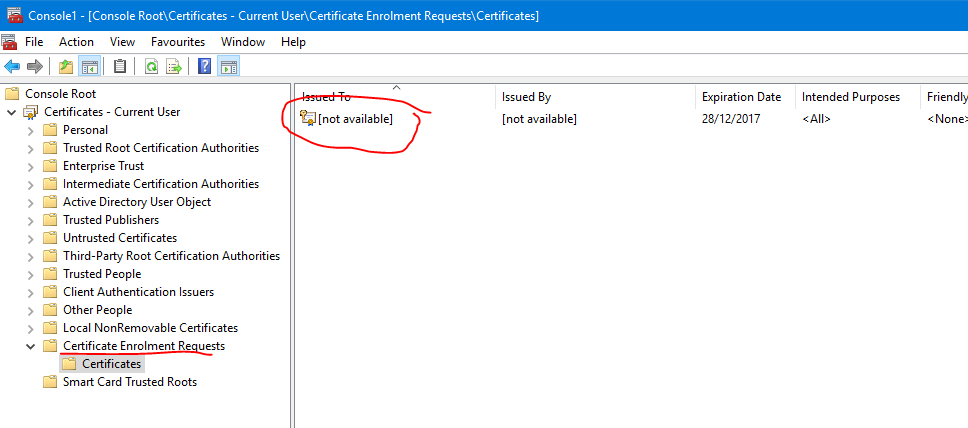 Console1 - [Console Root\Certificates - Current User\Certificate Enrolment Requests\Certificates]
File Action View Favourites Window Help
Console Root
Certificates - Current User
Personal
Trusted Root Certification Authorities
Enterprise Trust
Intermediate Certification Authorities
Active Directory User Object
Trusted Publishers
Untrusted Certificates
Third-Party Root Certification Authorities
Trusted People
Client Authentication Issuers
Other People
Local NonRemovable Certificates
Certificate Enrolment Requests
Certificates
Smart Card Trusted Roots
Issued To Issued By Expiration Date Intended Purposes Friendly
[not available] [not available] 28/12/2017 <All> <None>